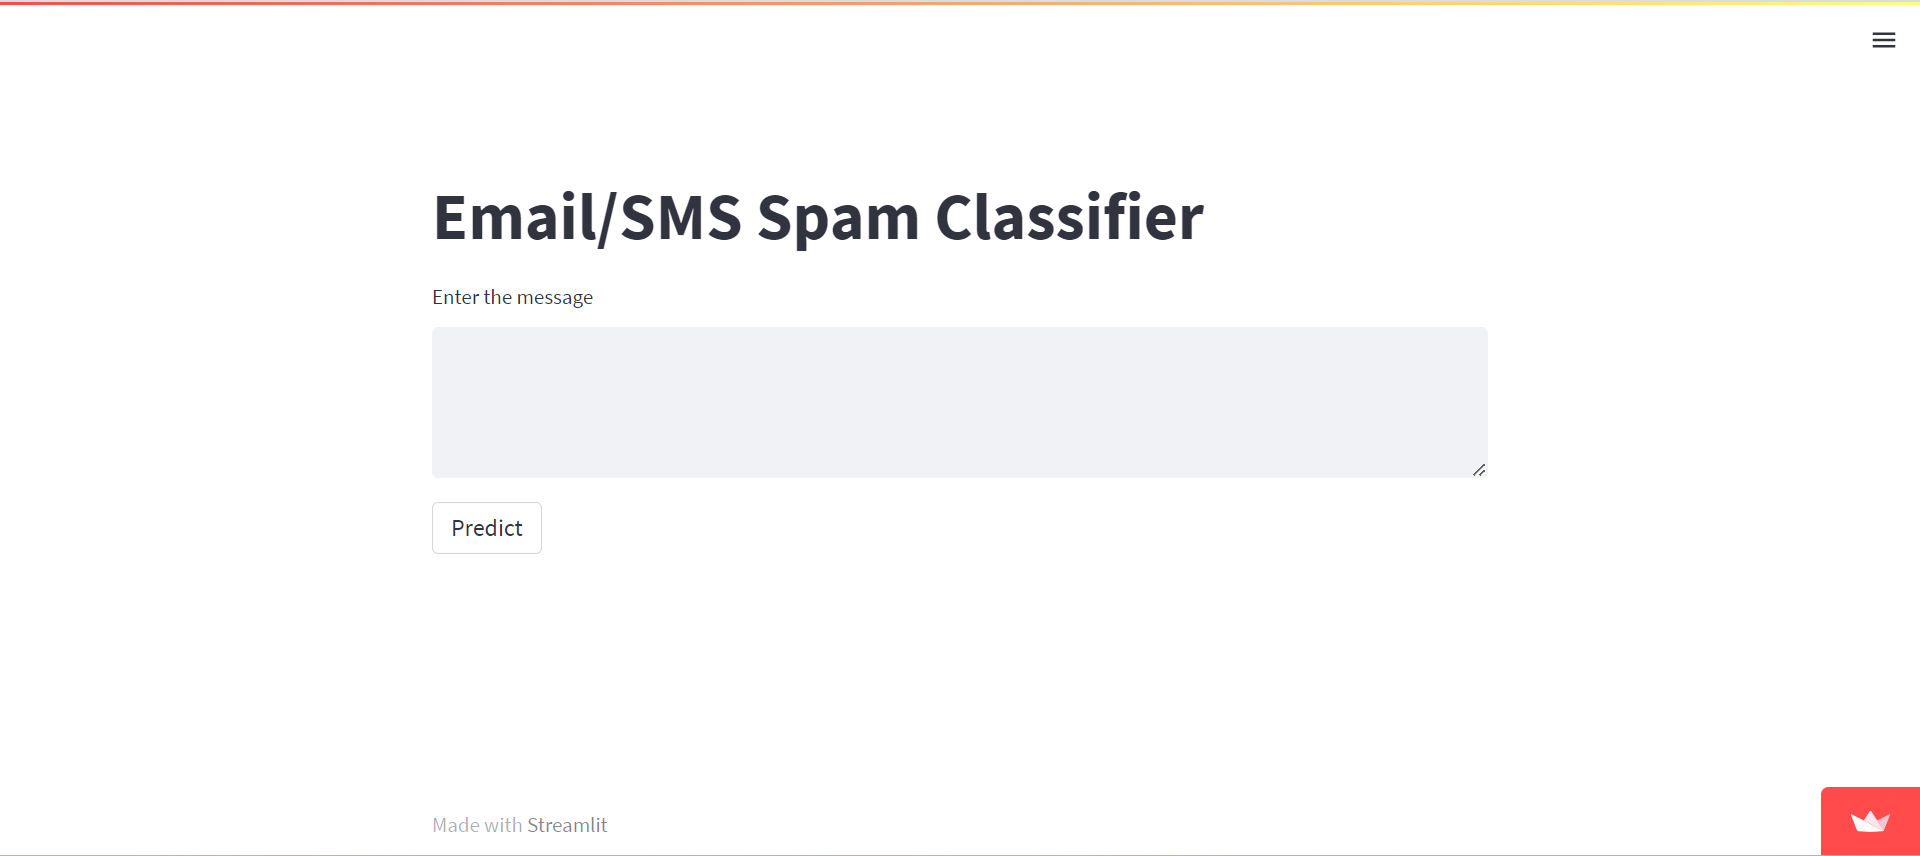 Email/SMS Spam Classifier
Enter the message
Predict
Made with Streamlit